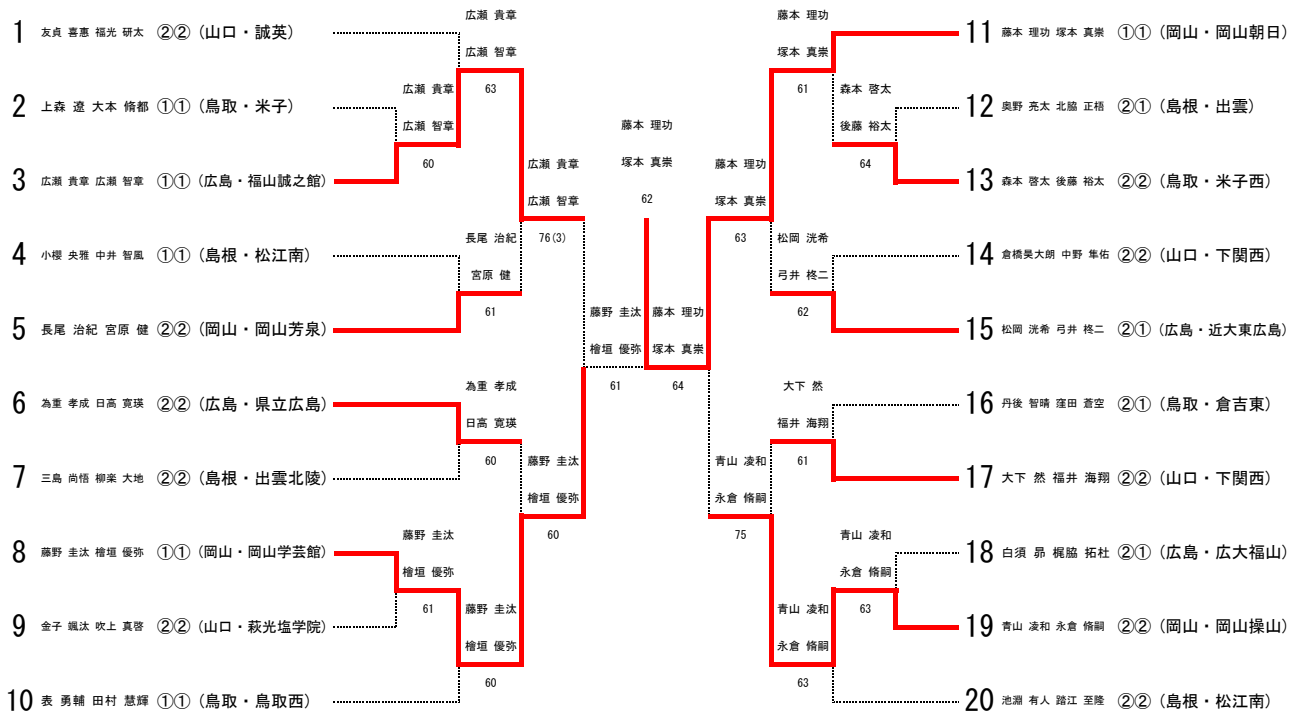 1 友貞 喜惠 福光 研太 ②② (山口・誠英)
2 上森 遼 大本 脩都 ①① (鳥取・米子)
3 広瀬 貴章 広瀬 智章 ①① (広島・福山誠之館)
4 小櫻 央雅 中井 智風 ①① (島根・松江南)
5 長尾 治紀 宮原 健 ②② (岡山・岡山芳泉)
6 為重 孝成 日高 寛瑛 ②② (広島・県立広島)
7 三島 尚悟 柳楽 大地 ②② (島根・出雲北陵)
8 藤野 圭汰 檜垣 優弥 ①① (岡山・岡山学芸館)
9 金子 颯汰 吹上 真啓 ②② (山口・萩光塩学院)
10 表 勇輔 田村 慧輝 ①① (鳥取・鳥取西)
広瀬 貴章
広瀬 智章
60
藤野 圭汰
檜垣 優弥
61
広瀬 貴章
広瀬 智章
63
長尾 治紀
宮原 健
61
為重 孝成
日高 寛瑛
60
藤野 圭汰
檜垣 優弥
60
広瀬 貴章
広瀬 智章
76(3)
藤野 圭汰
檜垣 優弥
60
藤野 圭汰
檜垣 優弥
61
藤本 理功
塚本 真崇
62
藤本 理功
塚本 真崇
64
藤本 理功
塚本 真崇
63
青山 凌和
永倉 脩嗣
75
藤本 理功
塚本 真崇
61
松岡 洸希
弓井 柊二
62
大下 然
福井 海翔
61
青山 凌和
永倉 脩嗣
63
森本 啓太
後藤 裕太
64
青山 凌和
永倉 脩嗣
63
11 藤本 理功 塚本 真崇 ①① (岡山・岡山朝日)
12 奥野 亮太 北脇 正梧 ②① (島根・出雲)
13 森本 啓太 後藤 裕太 ②② (鳥取・米子西)
14 倉橋昊大朗 中野 隼佑 ②② (山口・下関西)
15 松岡 洸希 弓井 柊二 ②① (広島・近大東広島)
16 丹後 智晴 窪田 蒼空 ②① (鳥取・倉吉東)
17 大下 然 福井 海翔 ②② (山口・下関西)
18 白須 昴 梶脇 拓杜 ②① (広島・広大福山)
19 青山 凌和 永倉 脩嗣 ②② (岡山・岡山操山)
20 池淵 有人 踏江 至隆 ②② (島根・松江南)